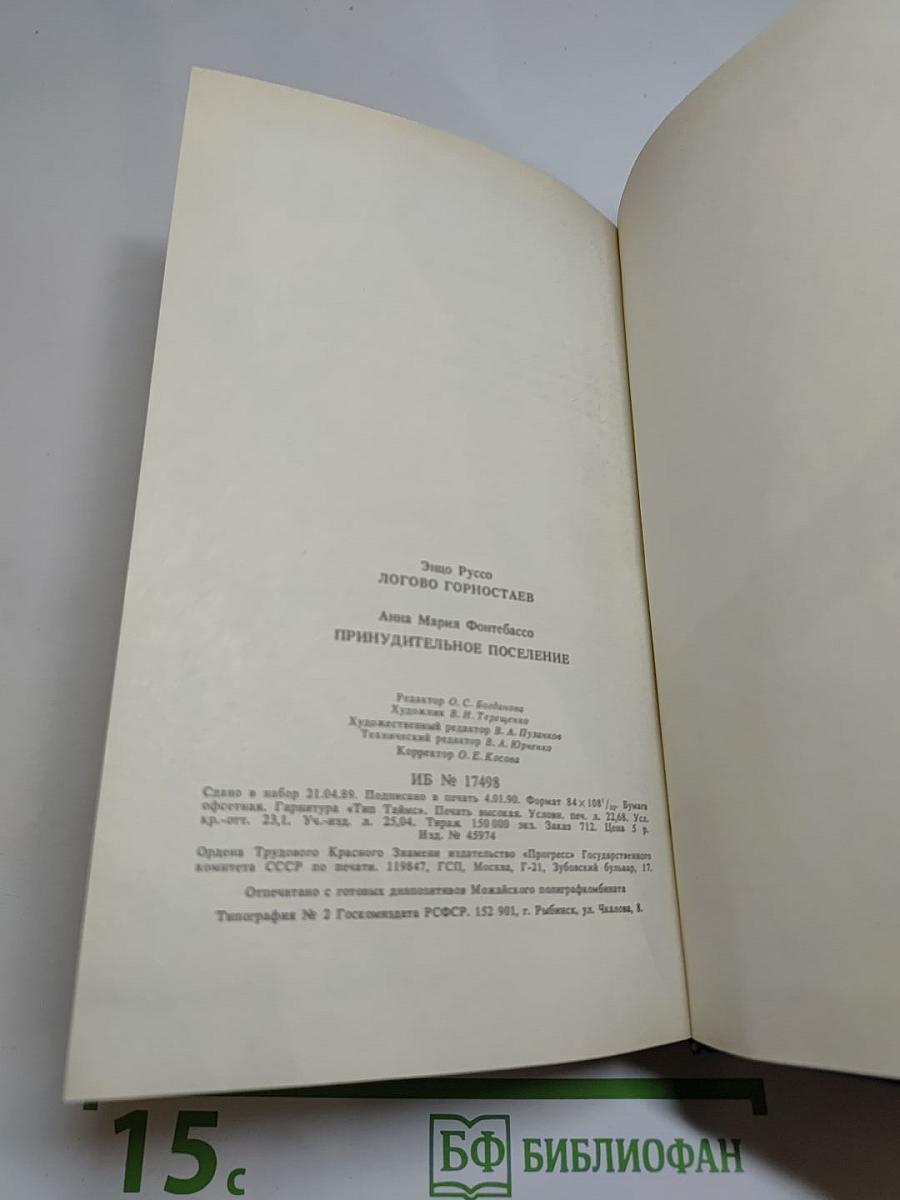 Энцо Руссо
ЛОГОВО ГОРНОСТАЕВ
Анна Мария Фонтебассо
ПРИНУДИТЕЛЬНОЕ ПОСЕЛЕНИЕ
Редактор О. С. Богданова
Художник В. И. Терещенко
Художественный редактор В. А. Пузанков
Технический редактор В. А. Юрченко
Корректор О. Е. Косова
ИБ № 17498
Сдано в набор 21.04.89. Подписано в печать 4.01.90. Формат 84×108¹/₃₂. Бумага
офсетная. Гарнитура «Тип Таймс». Печать высокая. Условн. печ. л. 22,68. Усл.
кр.-отт. 23,1. Уч.-изд. л. 25,04. Тираж 150 000 экз. Заказ 712. Цена 5 р.
Изд. № 45974
Ордена Трудового Красного Знамени издательство «Прогресс» Государственного
комитета СССР по печати. 119847, ГСП, Москва, Г-21, Зубовский бульвар, 17.
Отпечатано с готовых диапозитивов Можайского полиграфкомбината
Типография № 2 Госкомиздата РСФСР. 152 901, г. Рыбинск, ул. Чкалова, 8.
15 с
БФ БИБЛИОФАН